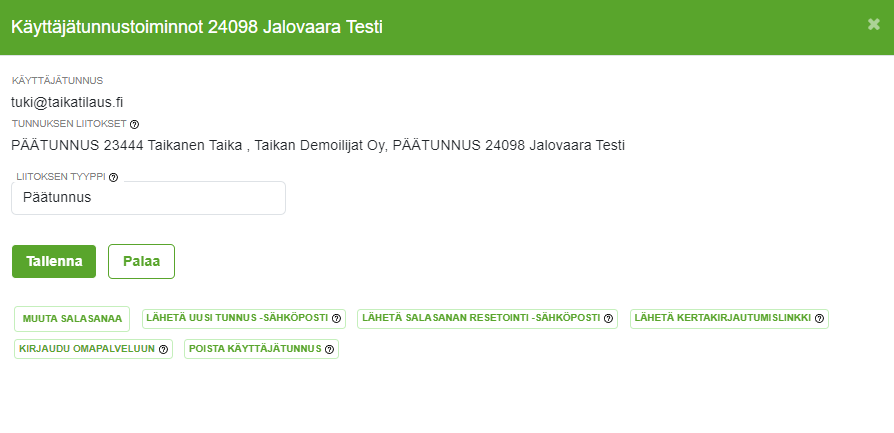 Käyttäjätunnustoiminnot 24098 Jalovaara Testi
KÄYTTÄJÄTUNNUS
tuki@taikatilaus.fi
TUNNUKSEN LIITOKSET
PÄÄTUNNUS 23444 Taikanen Taika , Taikan Demoilijat Oy, PÄÄTUNNUS 24098 Jalovaara Testi
LIITOKSEN TYYPPI
Päätunnus
Tallenna Palaa
MUUTA SALASANAA LÄHETÄ UUSI TUNNUS -SÄHKÖPOSTI LÄHETÄ SALASANAN RESETOINTI -SÄHKÖPOSTI LÄHETÄ KERTAKIRJAUTUMISLINKKI
KIRJAUDU OMAPALVELUUN POISTA KÄYTTÄJÄTUNNUS